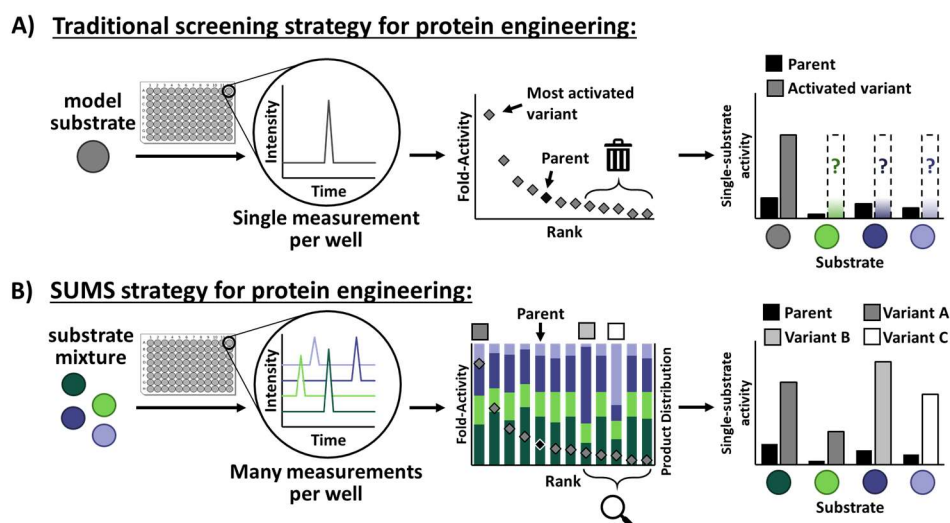 A) Traditional screening strategy for protein engineering:
model
substrate
Intensity
Time
Single measurement
per well
Fold-Activity
Most activated
variant
Parent
Rank
Parent
Activated variant
Single-substrate
activity
?
?
?
Substrate
B) SUMS strategy for protein engineering:
substrate
mixture
Intensity
Time
Many measurements
per well
Parent
Fold-Activity
Product Distribution
Rank
Parent
Variant A
Variant B
Variant C
Single-substrate
activity
Substrate